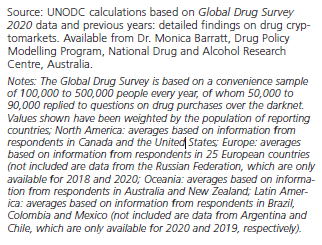 Source: UNODC calculations based on Global Drug Survey
2020 data and previous years: detailed findings on drug cryp-
tomarkets. Available from Dr. Monica Barratt, Drug Policy
Modelling Program, National Drug and Alcohol Research
Centre, Australia.
Notes: The Global Drug Survey is based on a convenience sample
of 100,000 to 500,000 people every year, of whom 50,000 to
90,000 replied to questions on drug purchases over the darknet.
Values shown have been weighted by the population of reporting
countries; North America: averages based on information from
respondents in Canada and the United States; Europe: averages
based on information from respondents in 25 European countries
(not included are data from the Russian Federation, which are only
available for 2018 and 2020; Oceania: averages based on informa-
tion from respondents in Australia and New Zealand; Latin Amer-
ica: averages based on information from respondents in Brazil,
Colombia and Mexico (not included are data from Argentina and
Chile, which are only available for 2020 and 2019, respectively).